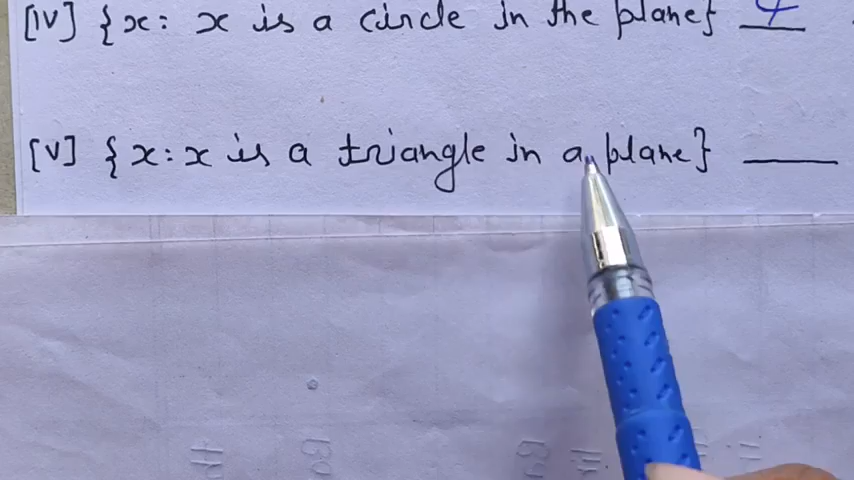 [IV] {x: x is a circle in the plane}
[V] {x:x is a triangle in a plane} ____